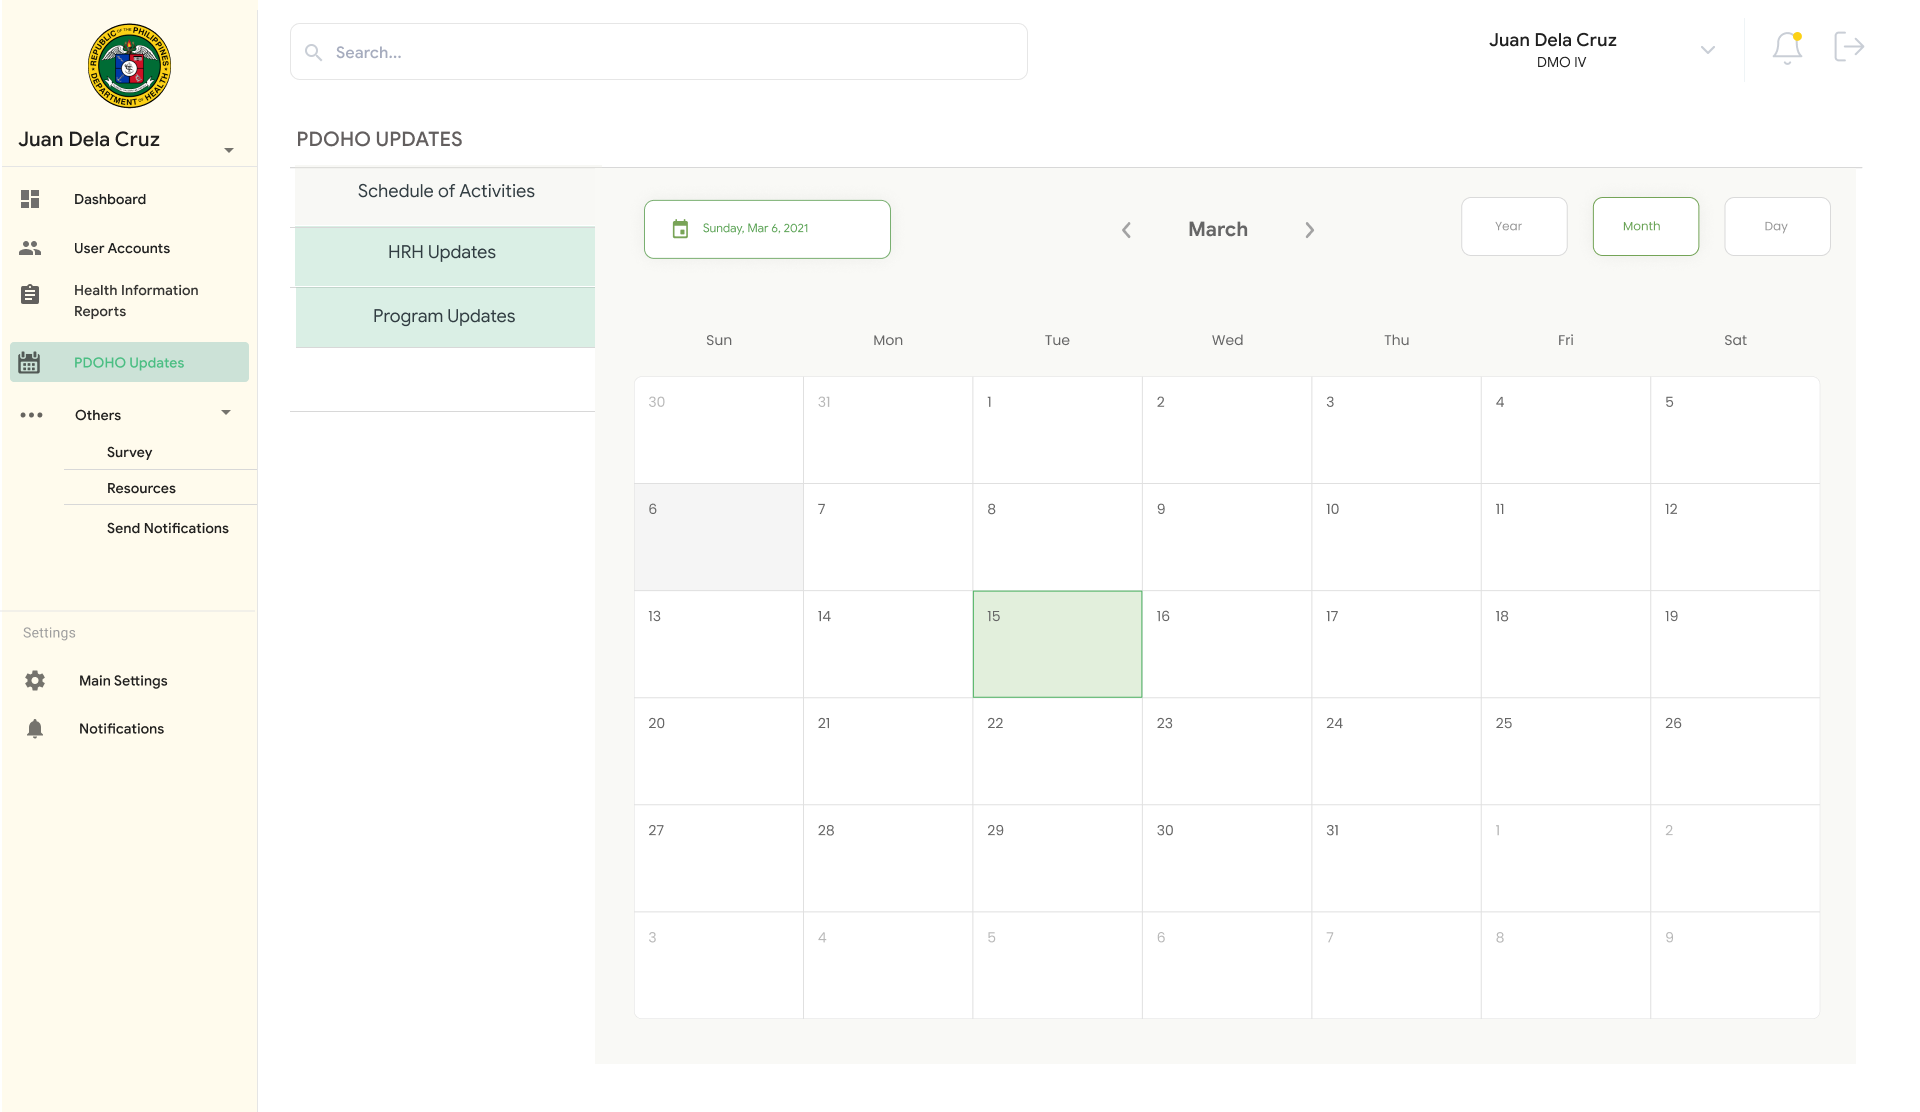 REPUBLIC OF THE PHILIPPINES
DEPARTMENT OF HEALTH
Juan Dela Cruz
Dashboard
User Accounts
Health Information
Reports
PDOHO Updates
Others
Survey
Resources
Send Notifications
Settings
Main Settings
Notifications
Search...
Juan Dela Cruz
DMO IV
PDOHO UPDATES
Schedule of Activities
HRH Updates
Program Updates
Sunday, Mar 6, 2021
March
Year
Month
Day
Sun Mon Tue Wed Thu Fri Sat
30 31 1 2 3 4 5
6 7 8 9 10 11 12
13 14 15 16 17 18 19
20 21 22 23 24 25 26
27 28 29 30 31 1 2
3 4 5 6 7 8 9